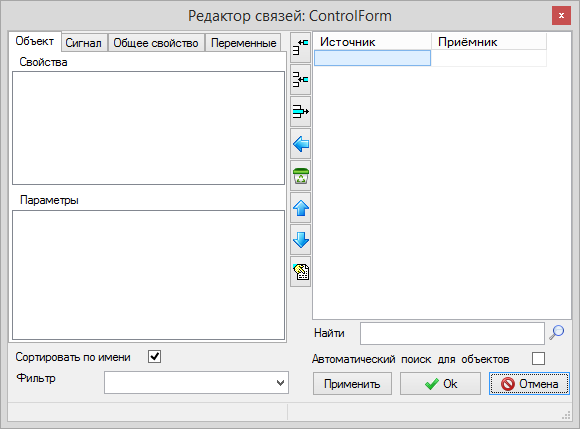 Редактор связей: ControlForm
Объект Сигнал Общее свойство Переменные
Свойства
Параметры
Сортировать по имени
Фильтр
Источник Приёмник
Найти
Автоматический поиск для объектов
Применить Ok Отмена